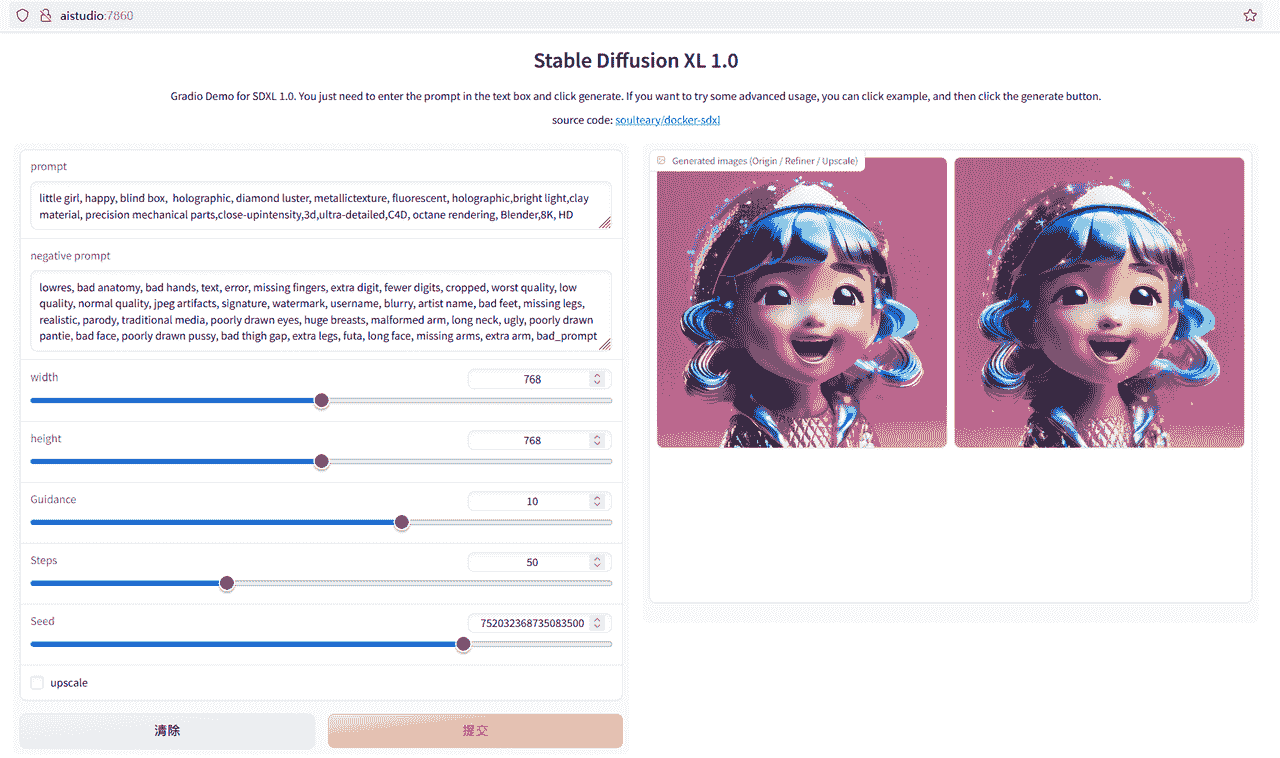 aistudio:7860
Stable Diffusion XL 1.0
Gradio Demo for SDXL 1.0. You just need to enter the prompt in the text box and click generate. If you want to try some advanced usage, you can click example, and then click the generate button.
source code: soulteary/docker-sdxl
prompt
little girl, happy, blind box, holographic, diamond luster, metallictexture, fluorescent, holographic,bright light,clay
material, precision mechanical parts,close-upintensity,3d,ultra-detailed,C4D, octane rendering, Blender,8K, HD
negative prompt
lowres, bad anatomy, bad hands, text, error, missing fingers, extra digit, fewer digits, cropped, worst quality, low
quality, normal quality, jpeg artifacts, signature, watermark, username, blurry, artist name, bad feet, missing legs,
realistic, parody, traditional media, poorly drawn eyes, huge breasts, malformed arm, long neck, ugly, poorly drawn
pantie, bad face, poorly drawn pussy, bad thigh gap, extra legs, futa, long face, missing arms, extra arm, bad_prompt
width
768
height
768
Guidance
10
Steps
50
Seed
752032368735083500
upscale
清除
提交
Generated images (Origin / Refiner / Upscale)